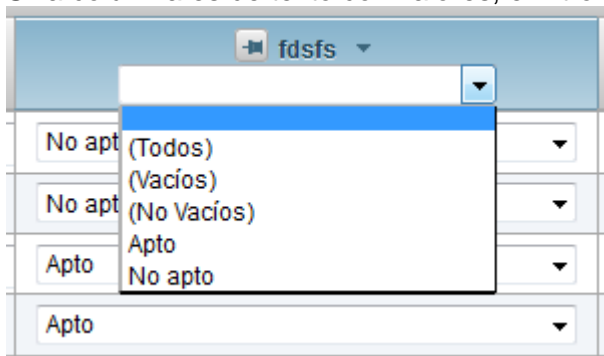 fdsfs
No apt
(Todos)
(Vacíos)
No apt
(No Vacíos)
Apto
Apto
No apto
Apto